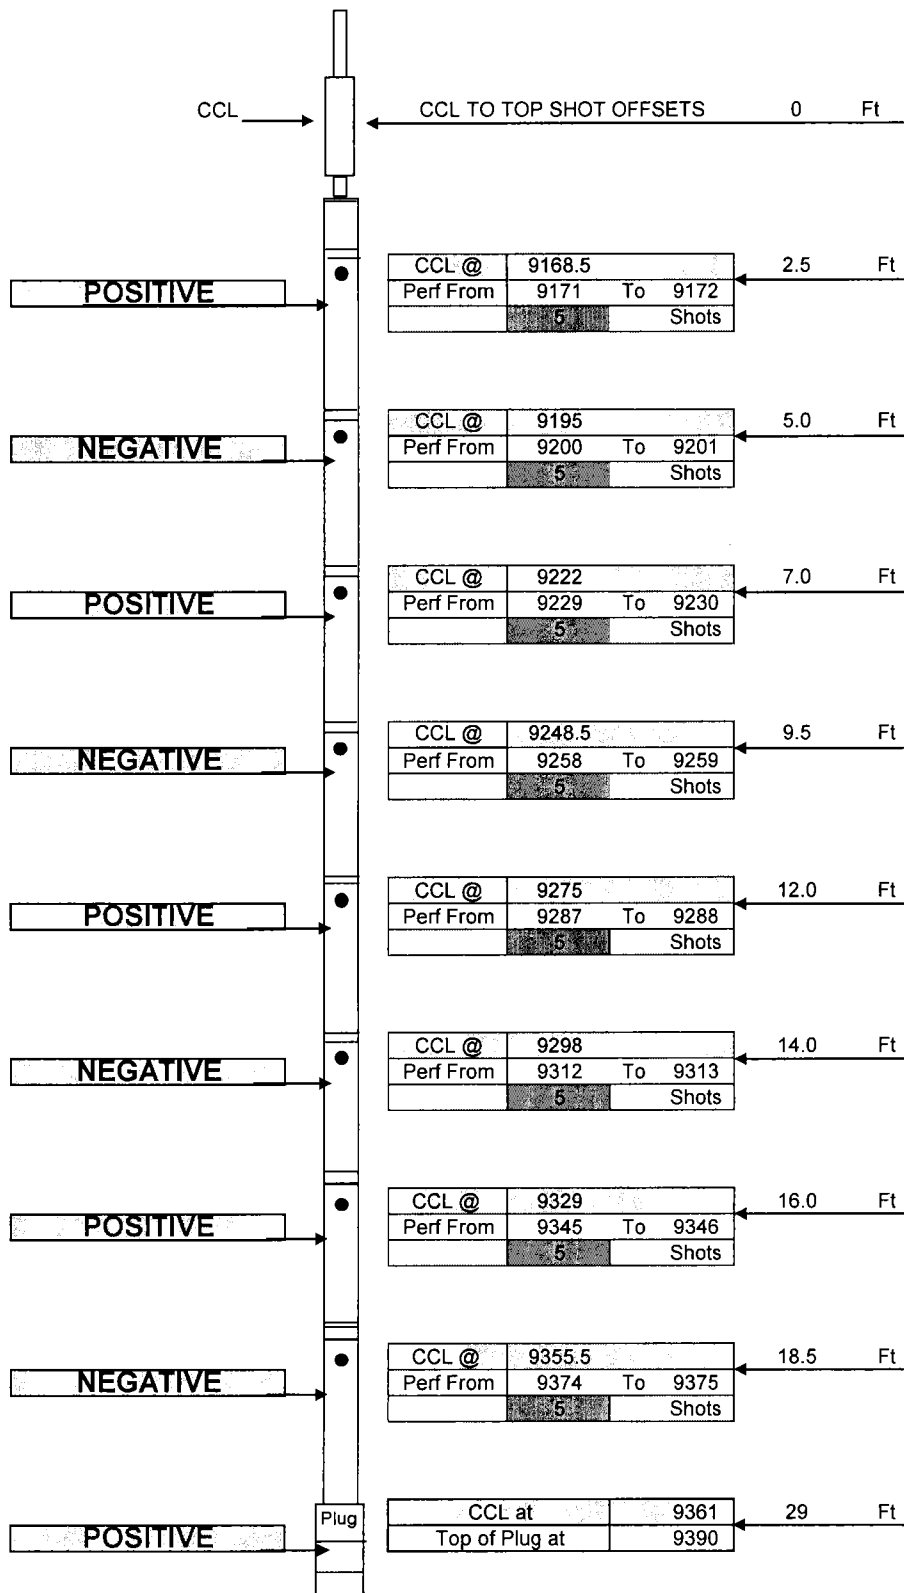 CCL CCL TO TOP SHOT OFFSETS 0 Ft
CCL @ 9168.5 2.5 Ft
POSITIVE Perf From 9171 To 9172
5 Shots
CCL @ 9195 5.0 Ft
NEGATIVE Perf From 9200 To 9201
5 Shots
CCL @ 9222 7.0 Ft
POSITIVE Perf From 9229 To 9230
5 Shots
CCL @ 9248.5 9.5 Ft
NEGATIVE Perf From 9258 To 9259
5 Shots
CCL @ 9275 12.0 Ft
POSITIVE Perf From 9287 To 9288
5 Shots
CCL @ 9298 14.0 Ft
NEGATIVE Perf From 9312 To 9313
5 Shots
CCL @ 9329 16.0 Ft
POSITIVE Perf From 9345 To 9346
5 Shots
CCL @ 9355.5 18.5 Ft
NEGATIVE Perf From 9374 To 9375
5 Shots
Plug CCL at 9361 29 Ft
POSITIVE Top of Plug at 9390